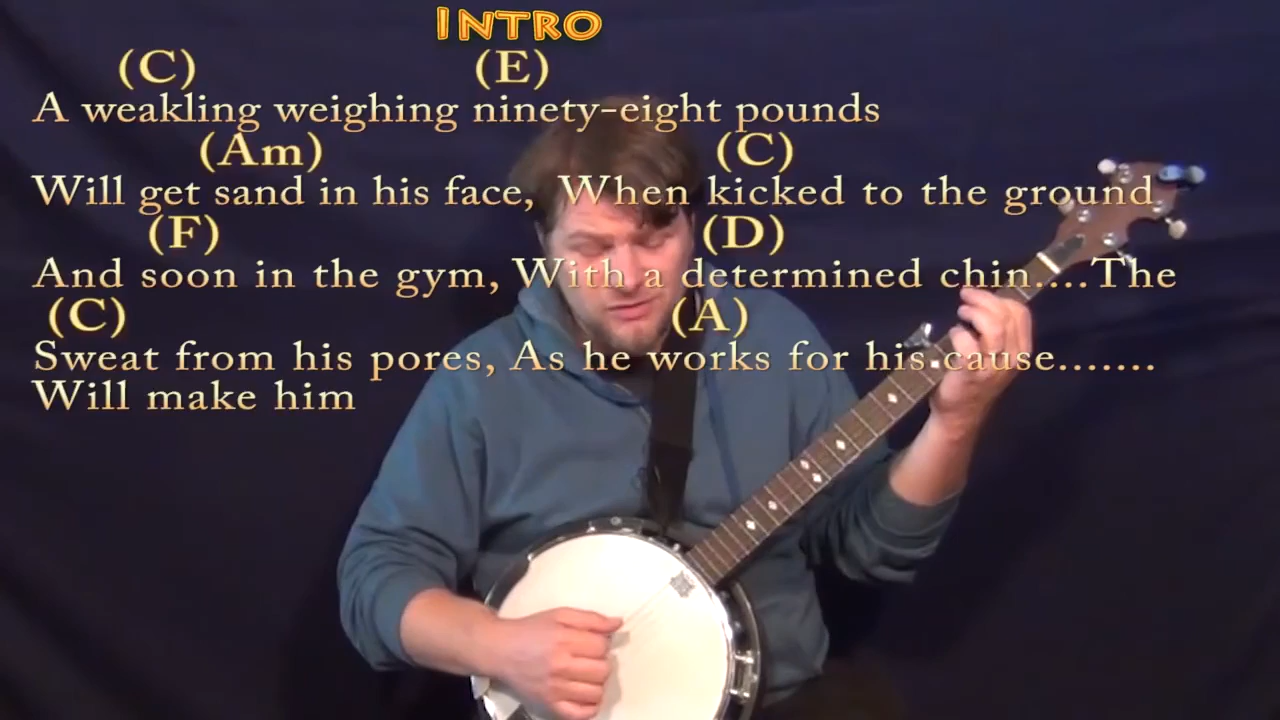 INTRO
(C) (E)
A weakling weighing ninety-eight pounds
(Am) (C)
Will get sand in his face, When kicked to the ground
(F) (D)
And soon in the gym, With a determined chin....The
(C) (A)
Sweat from his pores, As he works for his cause.......
Will make him